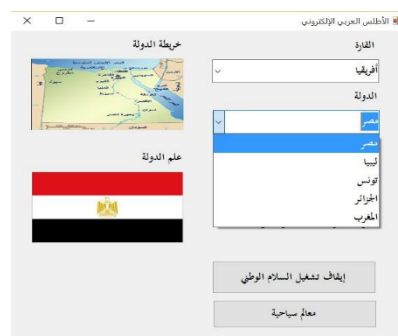 الأطلس العربي الإلكتروني
القارة
أفريقيا
الدولة
مصر
مصر
ليبيا
تونس
الجزائر
المغرب
إيقاف تشغيل السلام الوطني
معالم سياحية
خريطة الدولة
علم الدولة